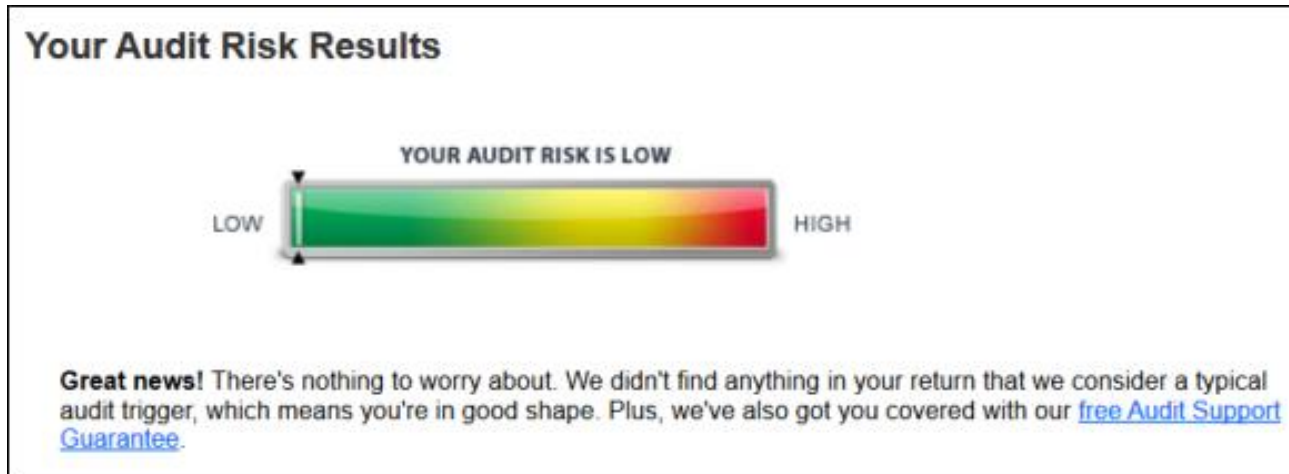 Your Audit Risk Results
YOUR AUDIT RISK IS LOW
LOW
HIGH
Great news! There's nothing to worry about. We didn't find anything in your return that we consider a typical
audit trigger, which means you're in good shape. Plus, we've also got you covered with our free Audit Support
Guarantee.